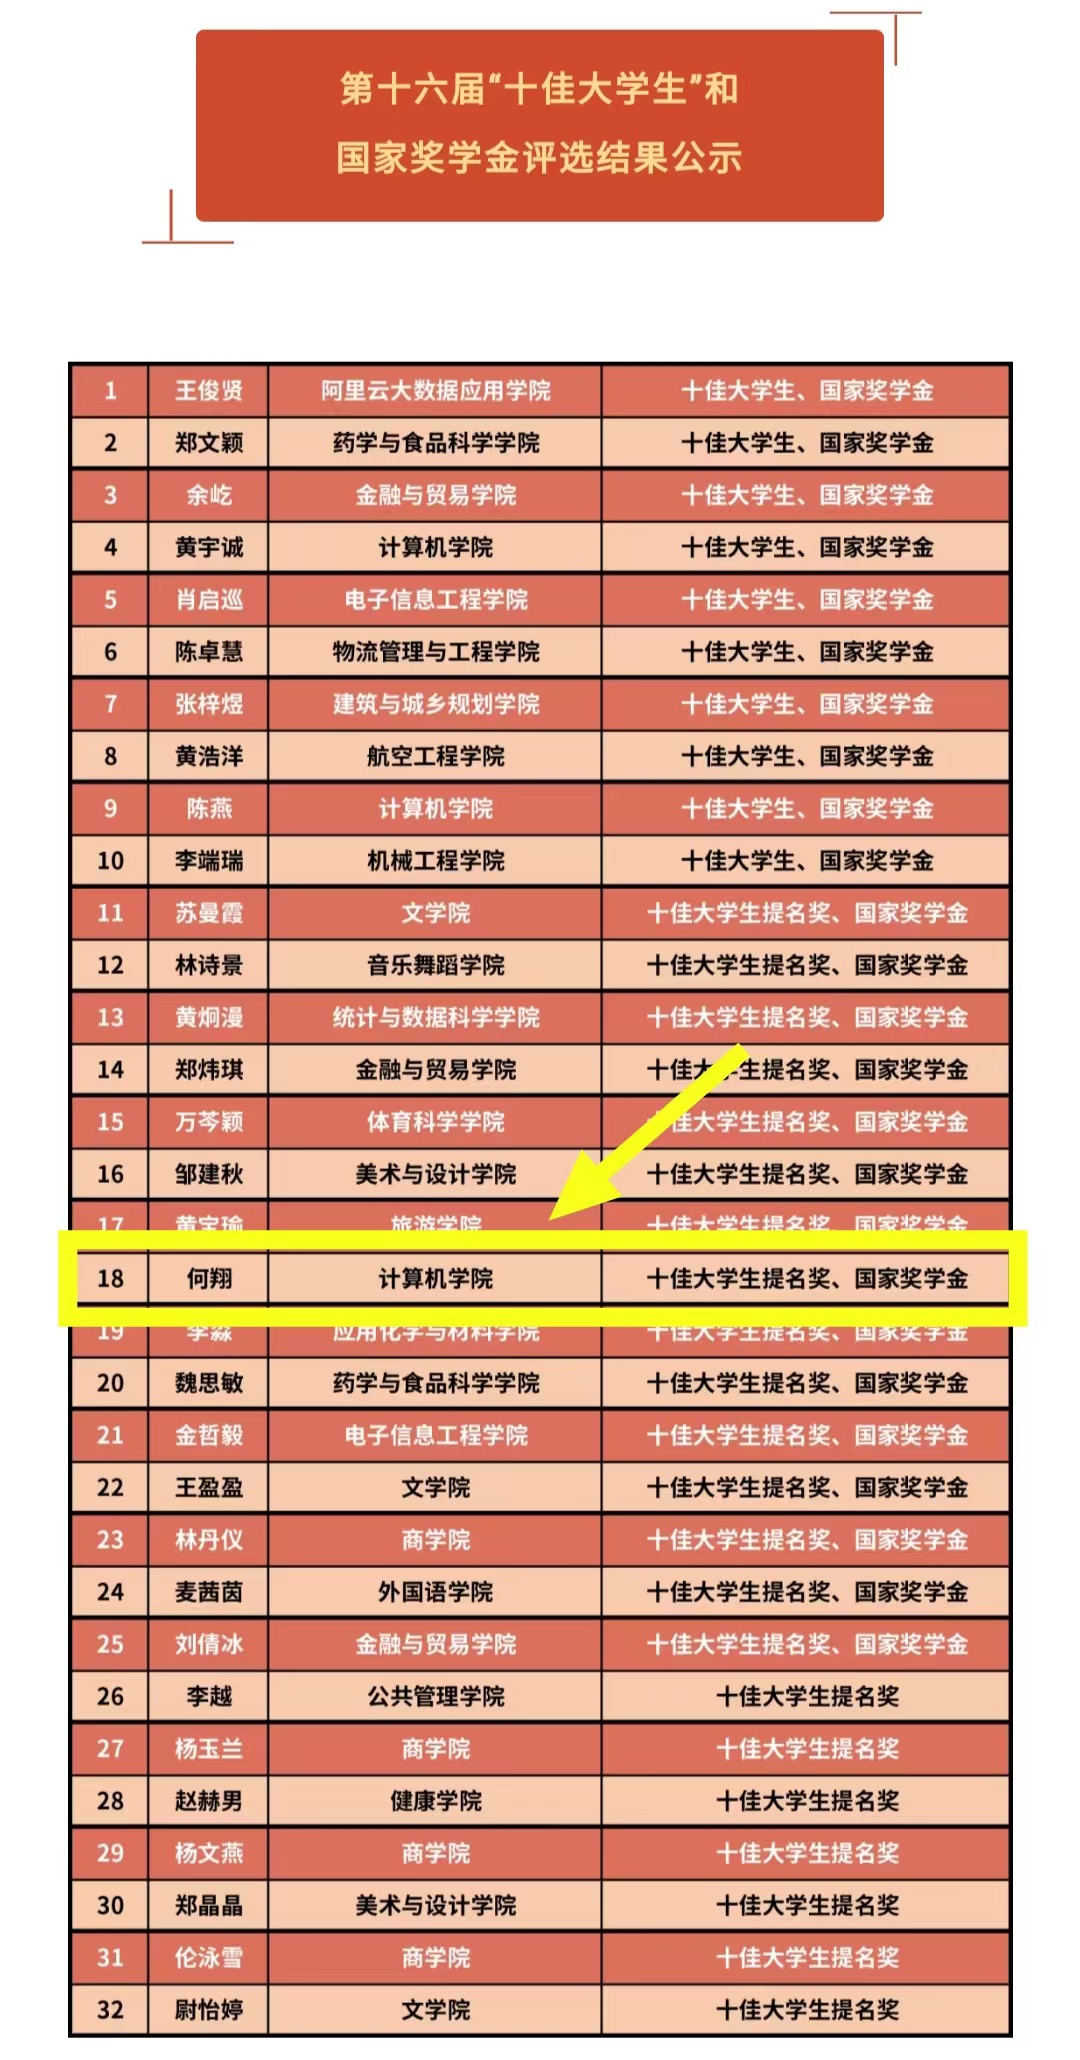 第十六届“十佳大学生”和
国家奖学金评选结果公示
1 王俊贤 阿里云大数据应用学院 十佳大学生、国家奖学金
2 郑文颖 药学与食品科学学院 十佳大学生、国家奖学金
3 余屹 金融与贸易学院 十佳大学生、国家奖学金
4 黄宇诚 计算机学院 十佳大学生、国家奖学金
5 肖启巡 电子信息工程学院 十佳大学生、国家奖学金
6 陈卓慧 物流管理与工程学院 十佳大学生、国家奖学金
7 张梓煜 建筑与城乡规划学院 十佳大学生、国家奖学金
8 黄浩洋 航空工程学院 十佳大学生、国家奖学金
9 陈燕 计算机学院 十佳大学生、国家奖学金
10 李端瑞 机械工程学院 十佳大学生、国家奖学金
11 苏曼霞 文学院 十佳大学生提名奖、国家奖学金
12 林诗景 音乐舞蹈学院 十佳大学生提名奖、国家奖学金
13 黄炯漫 统计与数据科学学院 十佳大学生提名奖、国家奖学金
14 郑炜琪 金融与贸易学院 十佳大学生提名奖、国家奖学金
15 万芩颖 体育科学学院 十佳大学生提名奖、国家奖学金
16 邹建秋 美术与设计学院 十佳大学生提名奖、国家奖学金
17 黄宝瑜 旅游学院 十佳大学生提名奖、国家奖学金
18 何翔 计算机学院 十佳大学生提名奖、国家奖学金
19 李淼 应用化学与材料学院 十佳大学生提名奖、国家奖学金
20 魏思敏 药学与食品科学学院 十佳大学生提名奖、国家奖学金
21 金哲毅 电子信息工程学院 十佳大学生提名奖、国家奖学金
22 王盈盈 文学院 十佳大学生提名奖、国家奖学金
23 林丹仪 商学院 十佳大学生提名奖、国家奖学金
24 麦茜茵 外国语学院 十佳大学生提名奖、国家奖学金
25 刘倩冰 金融与贸易学院 十佳大学生提名奖、国家奖学金
26 李越 公共管理学院 十佳大学生提名奖
27 杨玉兰 商学院 十佳大学生提名奖
28 赵赫男 健康学院 十佳大学生提名奖
29 杨文燕 商学院 十佳大学生提名奖
30 郑晶晶 美术与设计学院 十佳大学生提名奖
31 伦泳雪 商学院 十佳大学生提名奖
32 尉怡婷 文学院 十佳大学生提名奖